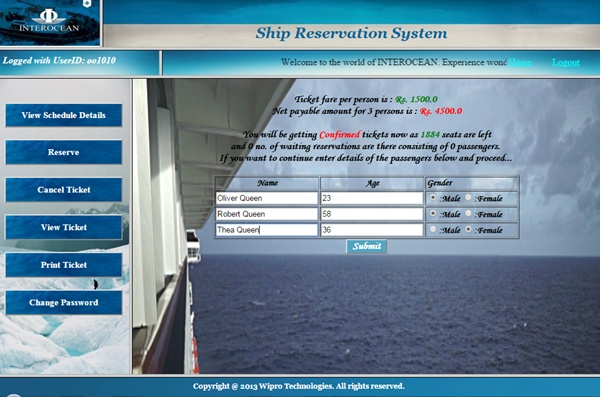 INTEROCEAN
Ship Reservation System
Logged with UserID: oo1010
Welcome to the world of INTEROCEAN. Experience wond
Home
Logout
View Schedule Details
Reserve
Cancel Ticket
View Ticket
Print Ticket
Change Password
Ticket fare per person is : Rs. 1500.0
Net payable amount for 3 persons is : Rs. 4500.0
You will be getting Confirmed tickets now as 1884 seats are left
and 0 no. of waiting reservations are there consisting of 0 passengers.
If you want to continue enter details of the passengers below and proceed...
Name Age Gender
Oliver Queen 23 :Male :Female
Robert Queen 58 :Male :Female
Thea Queen 36 :Male :Female
Submit
Copyright @ 2013 Wipro Technologies. All rights reserved.